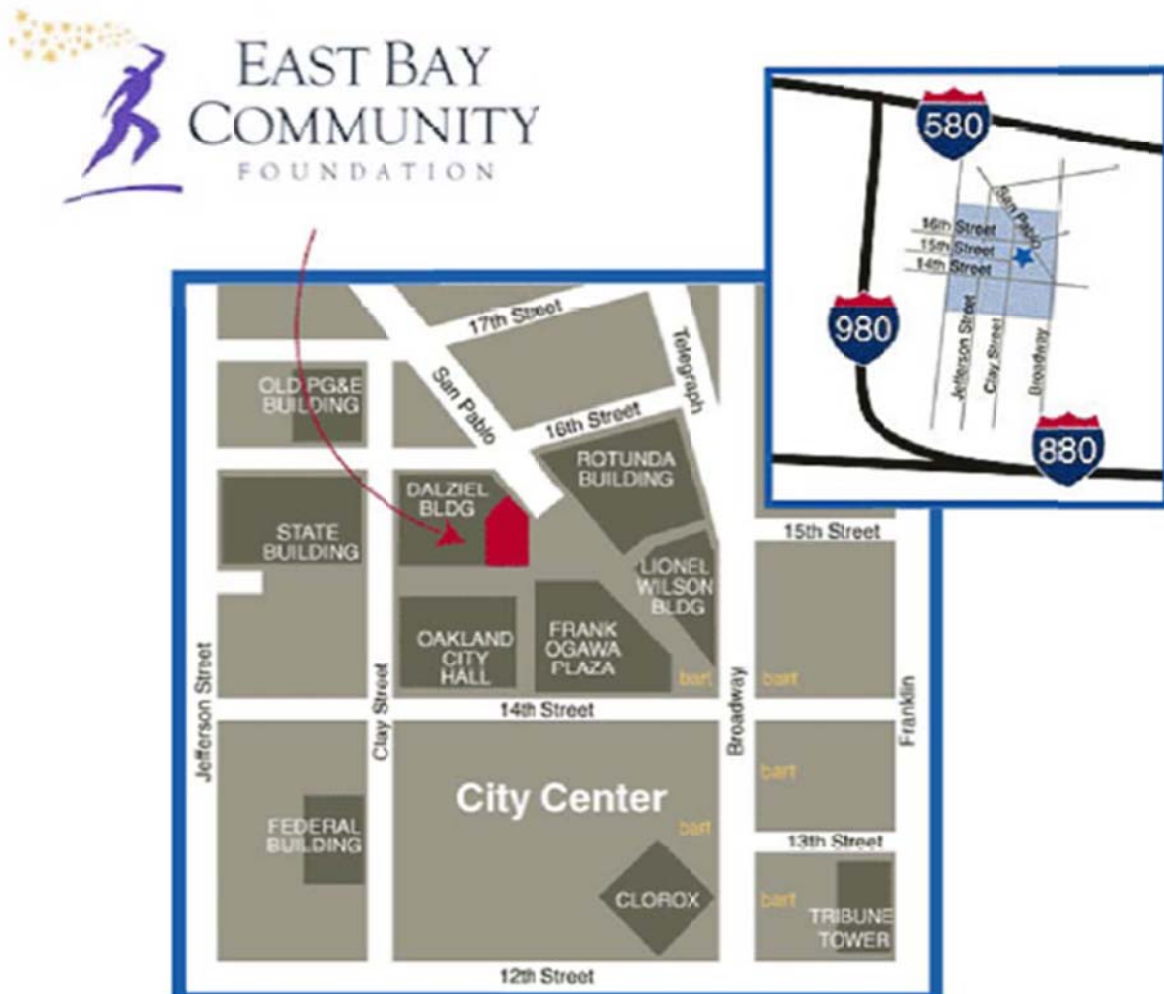 EAST BAY
COMMUNITY
FOUNDATION
580
San Pablo
16th Street
15th Street
14th Street
980
Jefferson Street
Clay Street
Broadway
880
17th Street
Telegraph
San Pablo
OLD PG&E
BUILDING
16th Street
ROTUNDA
BUILDING
DALZIEL
BLDG
STATE
BUILDING
15th Street
LIONEL
WILSON
BLDG
OAKLAND
CITY
HALL
FRANK
OGAWA
PLAZA
bart
bart
14th Street
Jefferson Street
Clay Street
Broadway
Franklin
City Center
bart
bart
13th Street
FEDERAL
BUILDING
CLOROX
bart
TRIBUNE
TOWER
12th Street